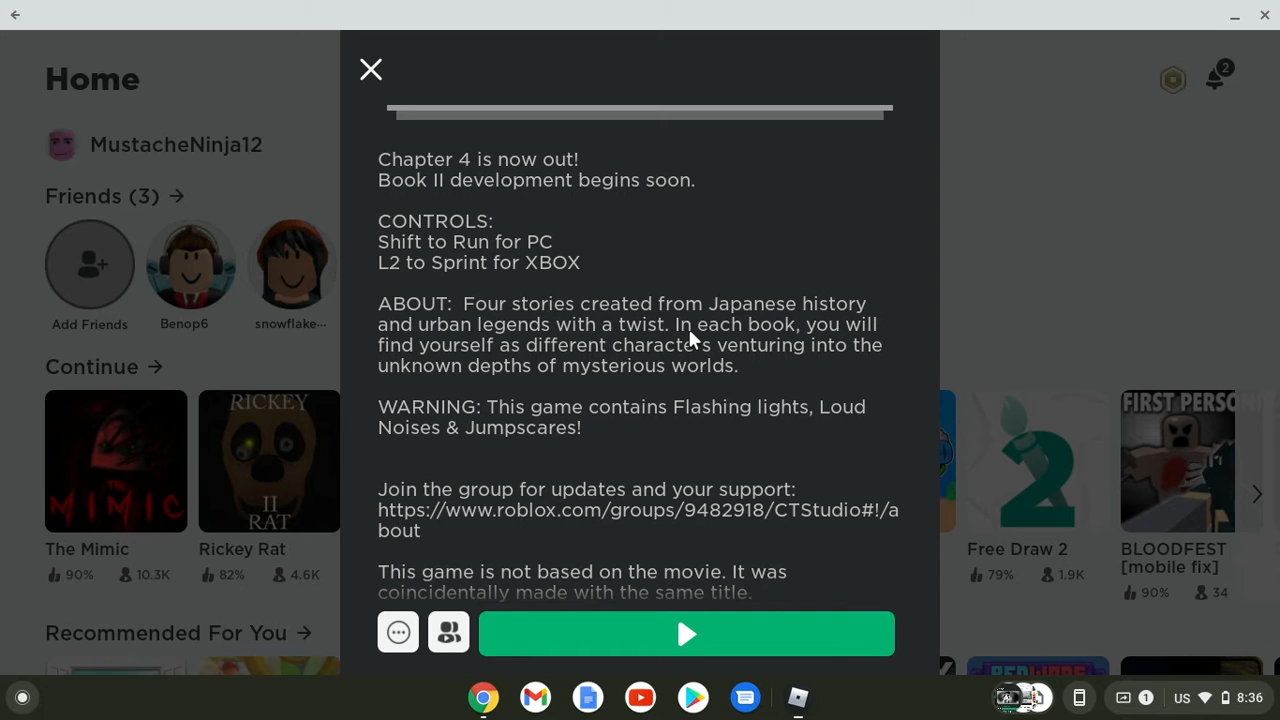 Home
2
MustacheNinja12
Friends (3) →
Add Friends
Benop6
snowflake-··
Continue →
RICKEY
II
RAT
THE
MIMIC
FIRST PERSON
2
The Mimic
90% 10.3K
Rickey Rat
82% 4.6K
Free Draw 2
79% 1.9K
BLOODFEST
[mobile fix]
90% 34
Recommended For You →
Chapter 4 is now out!
Book II development begins soon.
CONTROLS:
Shift to Run for PC
L2 to Sprint for XBOX
ABOUT:  Four stories created from Japanese history
and urban legends with a twist. In each book, you will
find yourself as different characters venturing into the
unknown depths of mysterious worlds.
WARNING: This game contains Flashing lights, Loud
Noises & Jumpscares!
Join the group for updates and your support:
https://www.roblox.com/groups/9482918/CTStudio#!/a
bout
This game is not based on the movie. It was
coincidentally made with the same title.
1
US
8:36